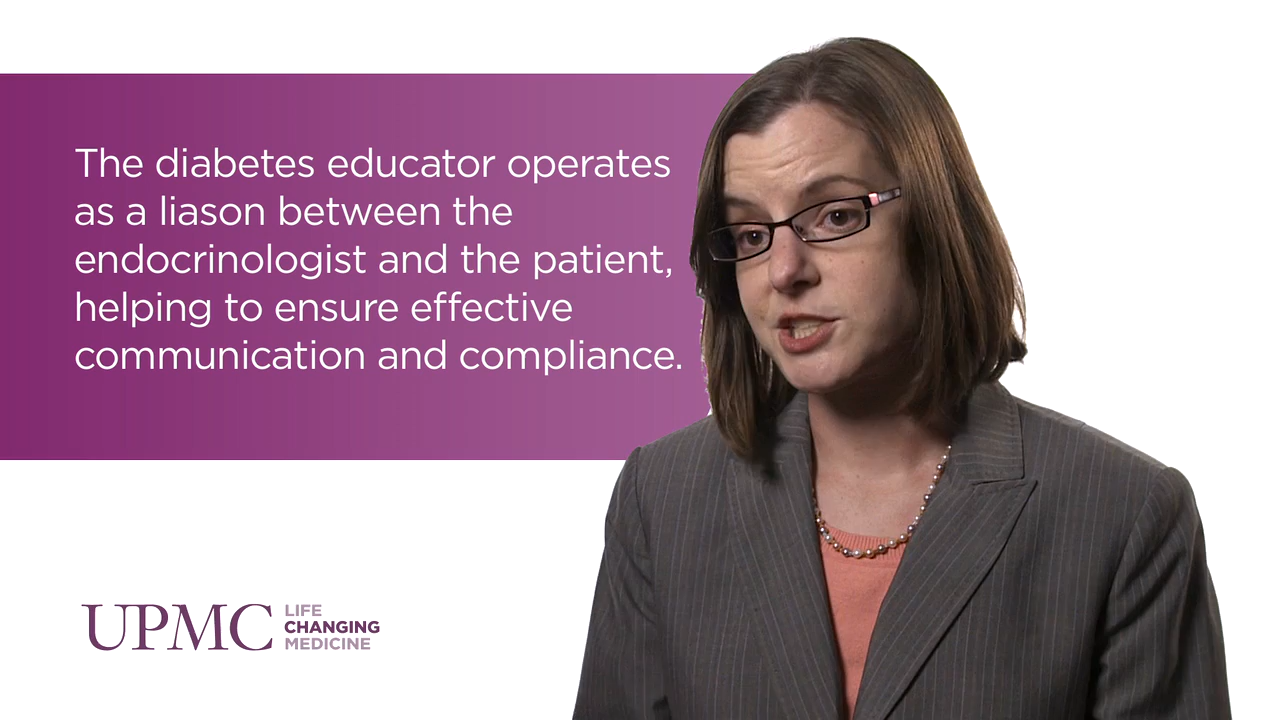 The diabetes educator operates
as a liason between the
endocrinologist and the patient,
helping to ensure effective
communication and compliance.
UPMC
LIFE
CHANGING
MEDICINE